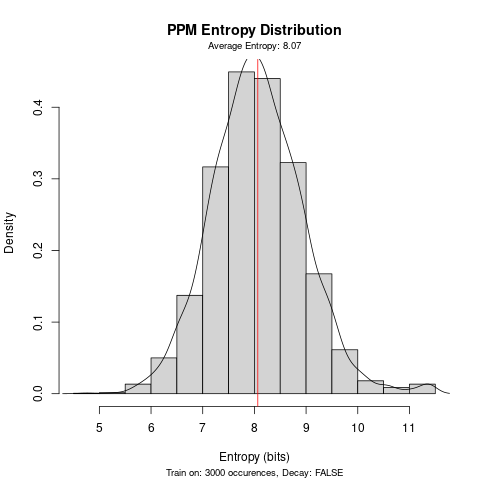 PPM Entropy Distribution
Average Entropy: 8.07
Density
0.4
0.3
0.2
0.1
0.0
5 6 7 8 9 10 11
Entropy (bits)
Train on: 3000 occurences, Decay: FALSE